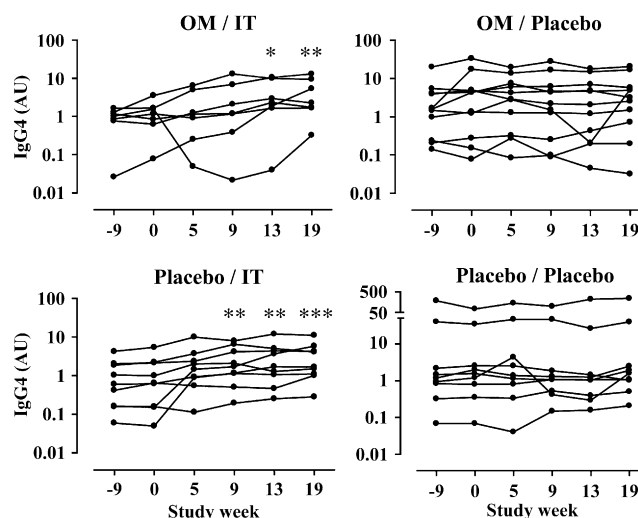 OM / IT
OM / Placebo
* **
IgG4 (AU)
100
10
1
0.1
0.01
-9 0 5 9 13 19
100
10
1
0.1
0.01
-9 0 5 9 13 19
Placebo / IT
Placebo / Placebo
** ** ***
IgG4 (AU)
100
10
1
0.1
0.01
-9 0 5 9 13 19
Study week
500
50
10
1
0.1
0.01
-9 0 5 9 13 19
Study week